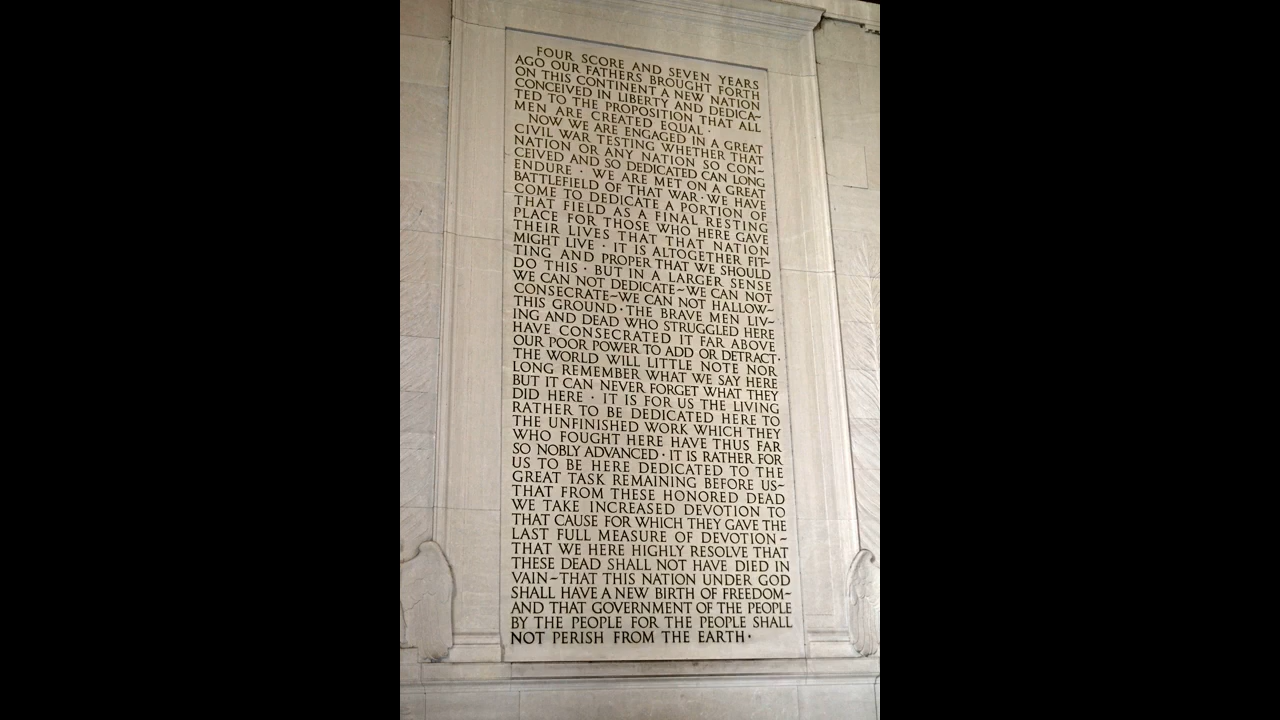 FOUR SCORE AND SEVEN YEARS
AGO OUR FATHERS BROUGHT FORTH
ON THIS CONTINENT A NEW NATION
CONCEIVED IN LIBERTY AND DEDICA~
TED TO THE PROPOSITION THAT ALL
MEN ARE CREATED EQUAL ·
NOW WE ARE ENGAGED IN A GREAT
CIVIL WAR TESTING WHETHER THAT
NATION OR ANY NATION SO CON~
CEIVED AND SO DEDICATED CAN LONG
ENDURE · WE ARE MET ON A GREAT
BATTLEFIELD OF THAT WAR · WE HAVE
COME TO DEDICATE A PORTION OF
THAT FIELD AS A FINAL RESTING
PLACE FOR THOSE WHO HERE GAVE
THEIR LIVES THAT THAT NATION
MIGHT LIVE · IT IS ALTOGETHER FIT~
TING AND PROPER THAT WE SHOULD
DO THIS · BUT IN A LARGER SENSE
WE CAN NOT DEDICATE~WE CAN NOT
CONSECRATE~WE CAN NOT HALLOW~
THIS GROUND · THE BRAVE MEN LIV~
ING AND DEAD WHO STRUGGLED HERE
HAVE CONSECRATED IT FAR ABOVE
OUR POOR POWER TO ADD OR DETRACT ·
THE WORLD WILL LITTLE NOTE NOR
LONG REMEMBER WHAT WE SAY HERE
BUT IT CAN NEVER FORGET WHAT THEY
DID HERE · IT IS FOR US THE LIVING
RATHER TO BE DEDICATED HERE TO
THE UNFINISHED WORK WHICH THEY
WHO FOUGHT HERE HAVE THUS FAR
SO NOBLY ADVANCED · IT IS RATHER FOR
US TO BE HERE DEDICATED TO THE
GREAT TASK REMAINING BEFORE US~
THAT FROM THESE HONORED DEAD
WE TAKE INCREASED DEVOTION TO
THAT CAUSE FOR WHICH THEY GAVE THE
LAST FULL MEASURE OF DEVOTION~
THAT WE HERE HIGHLY RESOLVE THAT
THESE DEAD SHALL NOT HAVE DIED IN
VAIN~THAT THIS NATION UNDER GOD
SHALL HAVE A NEW BIRTH OF FREEDOM~
AND THAT GOVERNMENT OF THE PEOPLE
BY THE PEOPLE FOR THE PEOPLE SHALL
NOT PERISH FROM THE EARTH ·